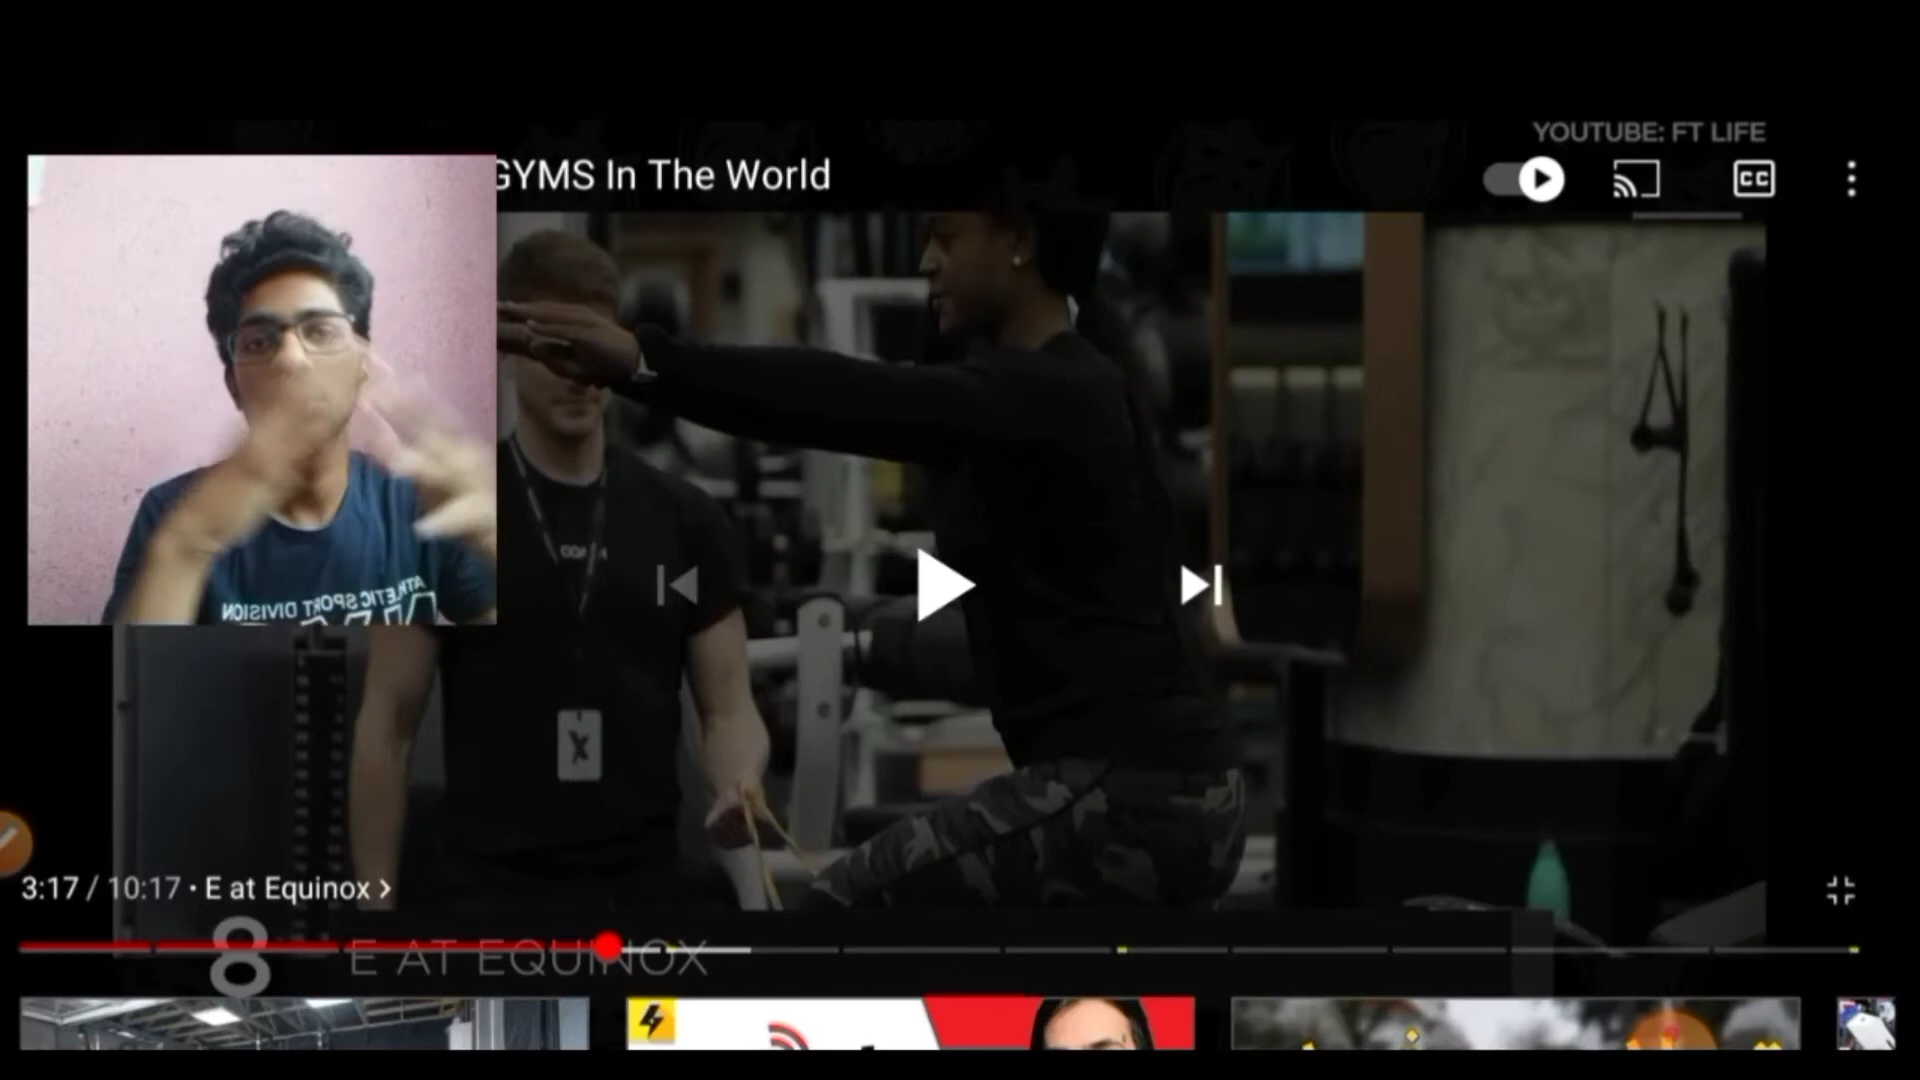 YOUTUBE: FT LIFE
GYMS In The World
CC
ATHLETIC SPORT DIVISION
3:17 / 10:17 • E at Equinox >
8 E AT EQUINOX